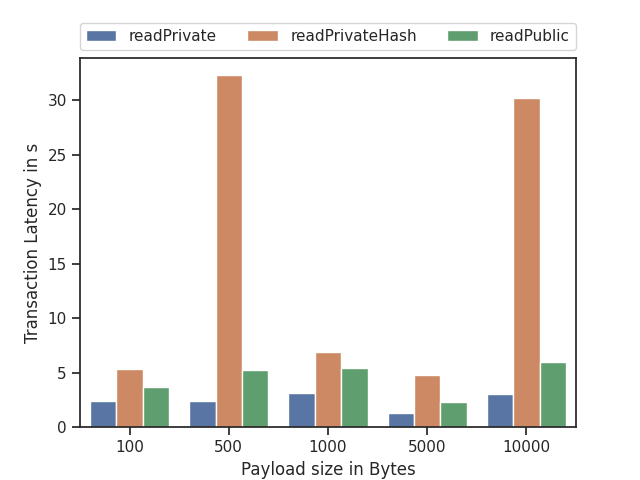 readPrivate readPrivateHash readPublic
Transaction Latency in s
30
25
20
15
10
5
0
100 500 1000 5000 10000
Payload size in Bytes